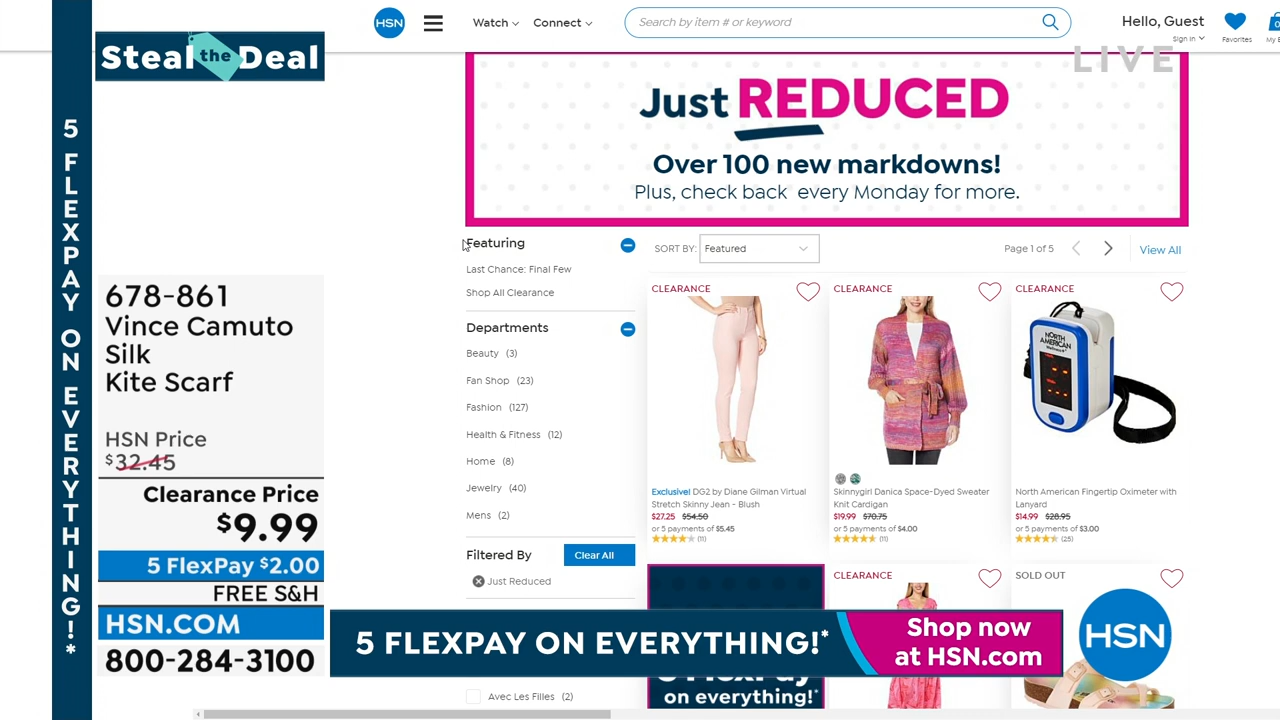 HSN
Watch
Connect
Search by item # or keyword
Hello, Guest
Sign In
Favorites
0
Steal the Deal
LIVE
5 FLEXPAY ON EVERYTHING!*
Just REDUCED
Over 100 new markdowns!
Plus, check back every Monday for more.
Featuring
Last Chance: Final Few
Shop All Clearance
SORT BY: Featured
Page 1 of 5
View All
Departments
Beauty (3)
Fan Shop (23)
Fashion (127)
Health & Fitness (12)
Home (8)
Jewelry (40)
Mens (2)
Filtered By
Clear All
Just Reduced
Avec Les Filles (2)
678-861
Vince Camuto
Silk
Kite Scarf
HSN Price
$32.45
Clearance Price
$9.99
5 FlexPay $2.00
FREE S&H
HSN.COM
800-284-3100
CLEARANCE
Exclusive! DG2 by Diane Gilman Virtual
Stretch Skinny Jean - Blush
$27.25 $54.50
or 5 payments of $5.45
(11)
CLEARANCE
Skinnygirl Danica Space-Dyed Sweater
Knit Cardigan
$19.99 $70.75
or 5 payments of $4.00
(11)
CLEARANCE
NORTH AMERICAN
Wellness
North American Fingertip Oximeter with
Lanyard
$14.99 $28.95
or 5 payments of $3.00
(25)
on everything!*
CLEARANCE
SOLD OUT
5 FLEXPAY ON EVERYTHING!*
Shop now
at HSN.com
HSN